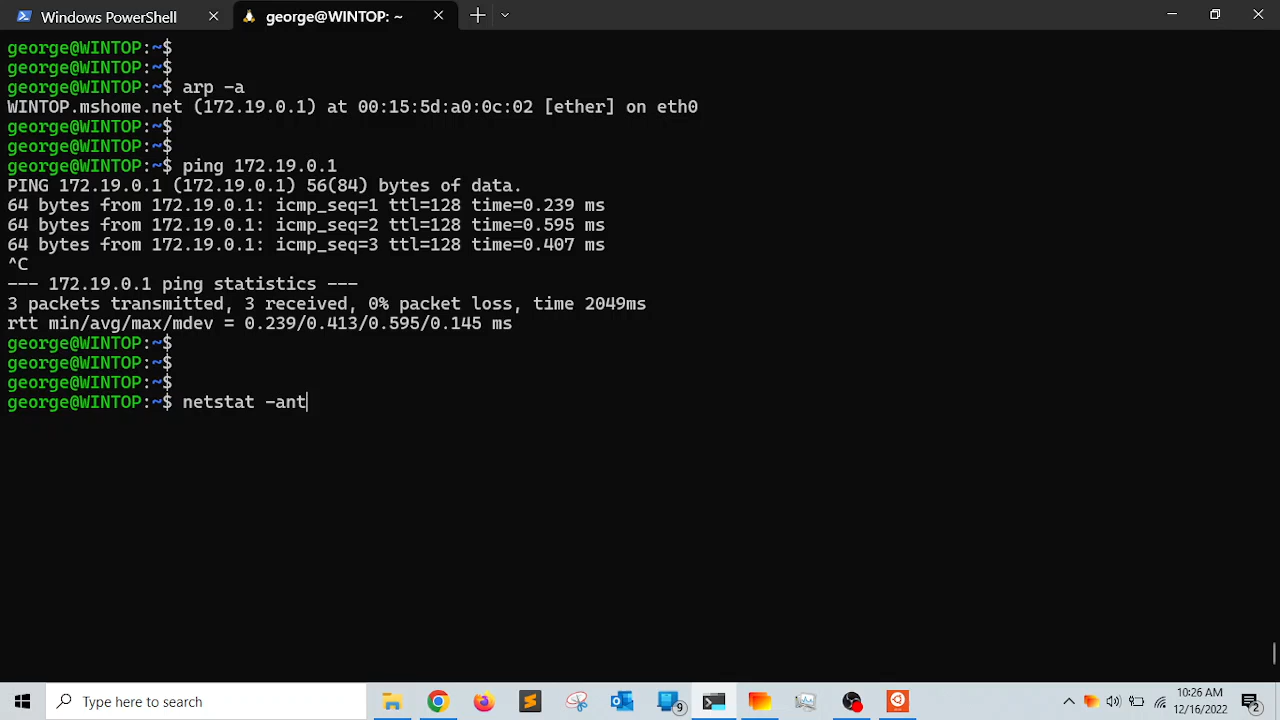 Windows PowerShell
george@WINTOP: ~
george@WINTOP:~$
george@WINTOP:~$
george@WINTOP:~$ arp -a
WINTOP.mshome.net (172.19.0.1) at 00:15:5d:a0:0c:02 [ether] on eth0
george@WINTOP:~$
george@WINTOP:~$
george@WINTOP:~$ ping 172.19.0.1
PING 172.19.0.1 (172.19.0.1) 56(84) bytes of data.
64 bytes from 172.19.0.1: icmp_seq=1 ttl=128 time=0.239 ms
64 bytes from 172.19.0.1: icmp_seq=2 ttl=128 time=0.595 ms
64 bytes from 172.19.0.1: icmp_seq=3 ttl=128 time=0.407 ms
^C
--- 172.19.0.1 ping statistics ---
3 packets transmitted, 3 received, 0% packet loss, time 2049ms
rtt min/avg/max/mdev = 0.239/0.413/0.595/0.145 ms
george@WINTOP:~$
george@WINTOP:~$
george@WINTOP:~$
george@WINTOP:~$ netstat -ant
Type here to search
9
10:26 AM
12/16/2022
2